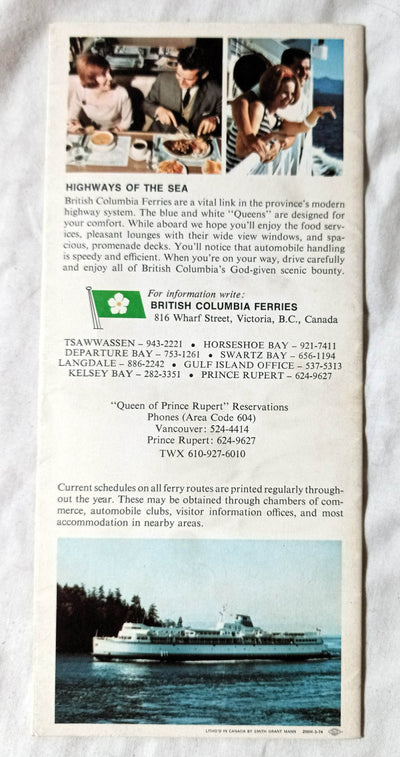 HIGHWAYS OF THE SEA
British Columbia Ferries are a vital link in the province's modern
highway system. The blue and white "Queens" are designed for
your comfort. While aboard we hope you'll enjoy the food serv-
ices, pleasant lounges with their wide view windows, and spa-
cious, promenade decks. You'll notice that automobile handling
is speedy and efficient. When you're on your way, drive carefully
and enjoy all of British Columbia's God-given scenic bounty.
For information write:
BRITISH COLUMBIA FERRIES
816 Wharf Street, Victoria, B.C., Canada
TSAWWASSEN – 943-2221 • HORSESHOE BAY – 921-7411
DEPARTURE BAY – 753-1261 • SWARTZ BAY – 656-1194
LANGDALE – 886-2242 • GULF ISLAND OFFICE – 537-5313
KELSEY BAY – 282-3351 • PRINCE RUPERT – 624-9627
"Queen of Prince Rupert" Reservations
Phones (Area Code 604)
Vancouver: 524-4414
Prince Rupert: 624-9627
TWX 610-927-6010
Current schedules on all ferry routes are printed regularly through-
out the year. These may be obtained through chambers of com-
merce, automobile clubs, visitor information offices, and most
accommodation in nearby areas.
LITHO'D IN CANADA BY SMITH GRANT MANN